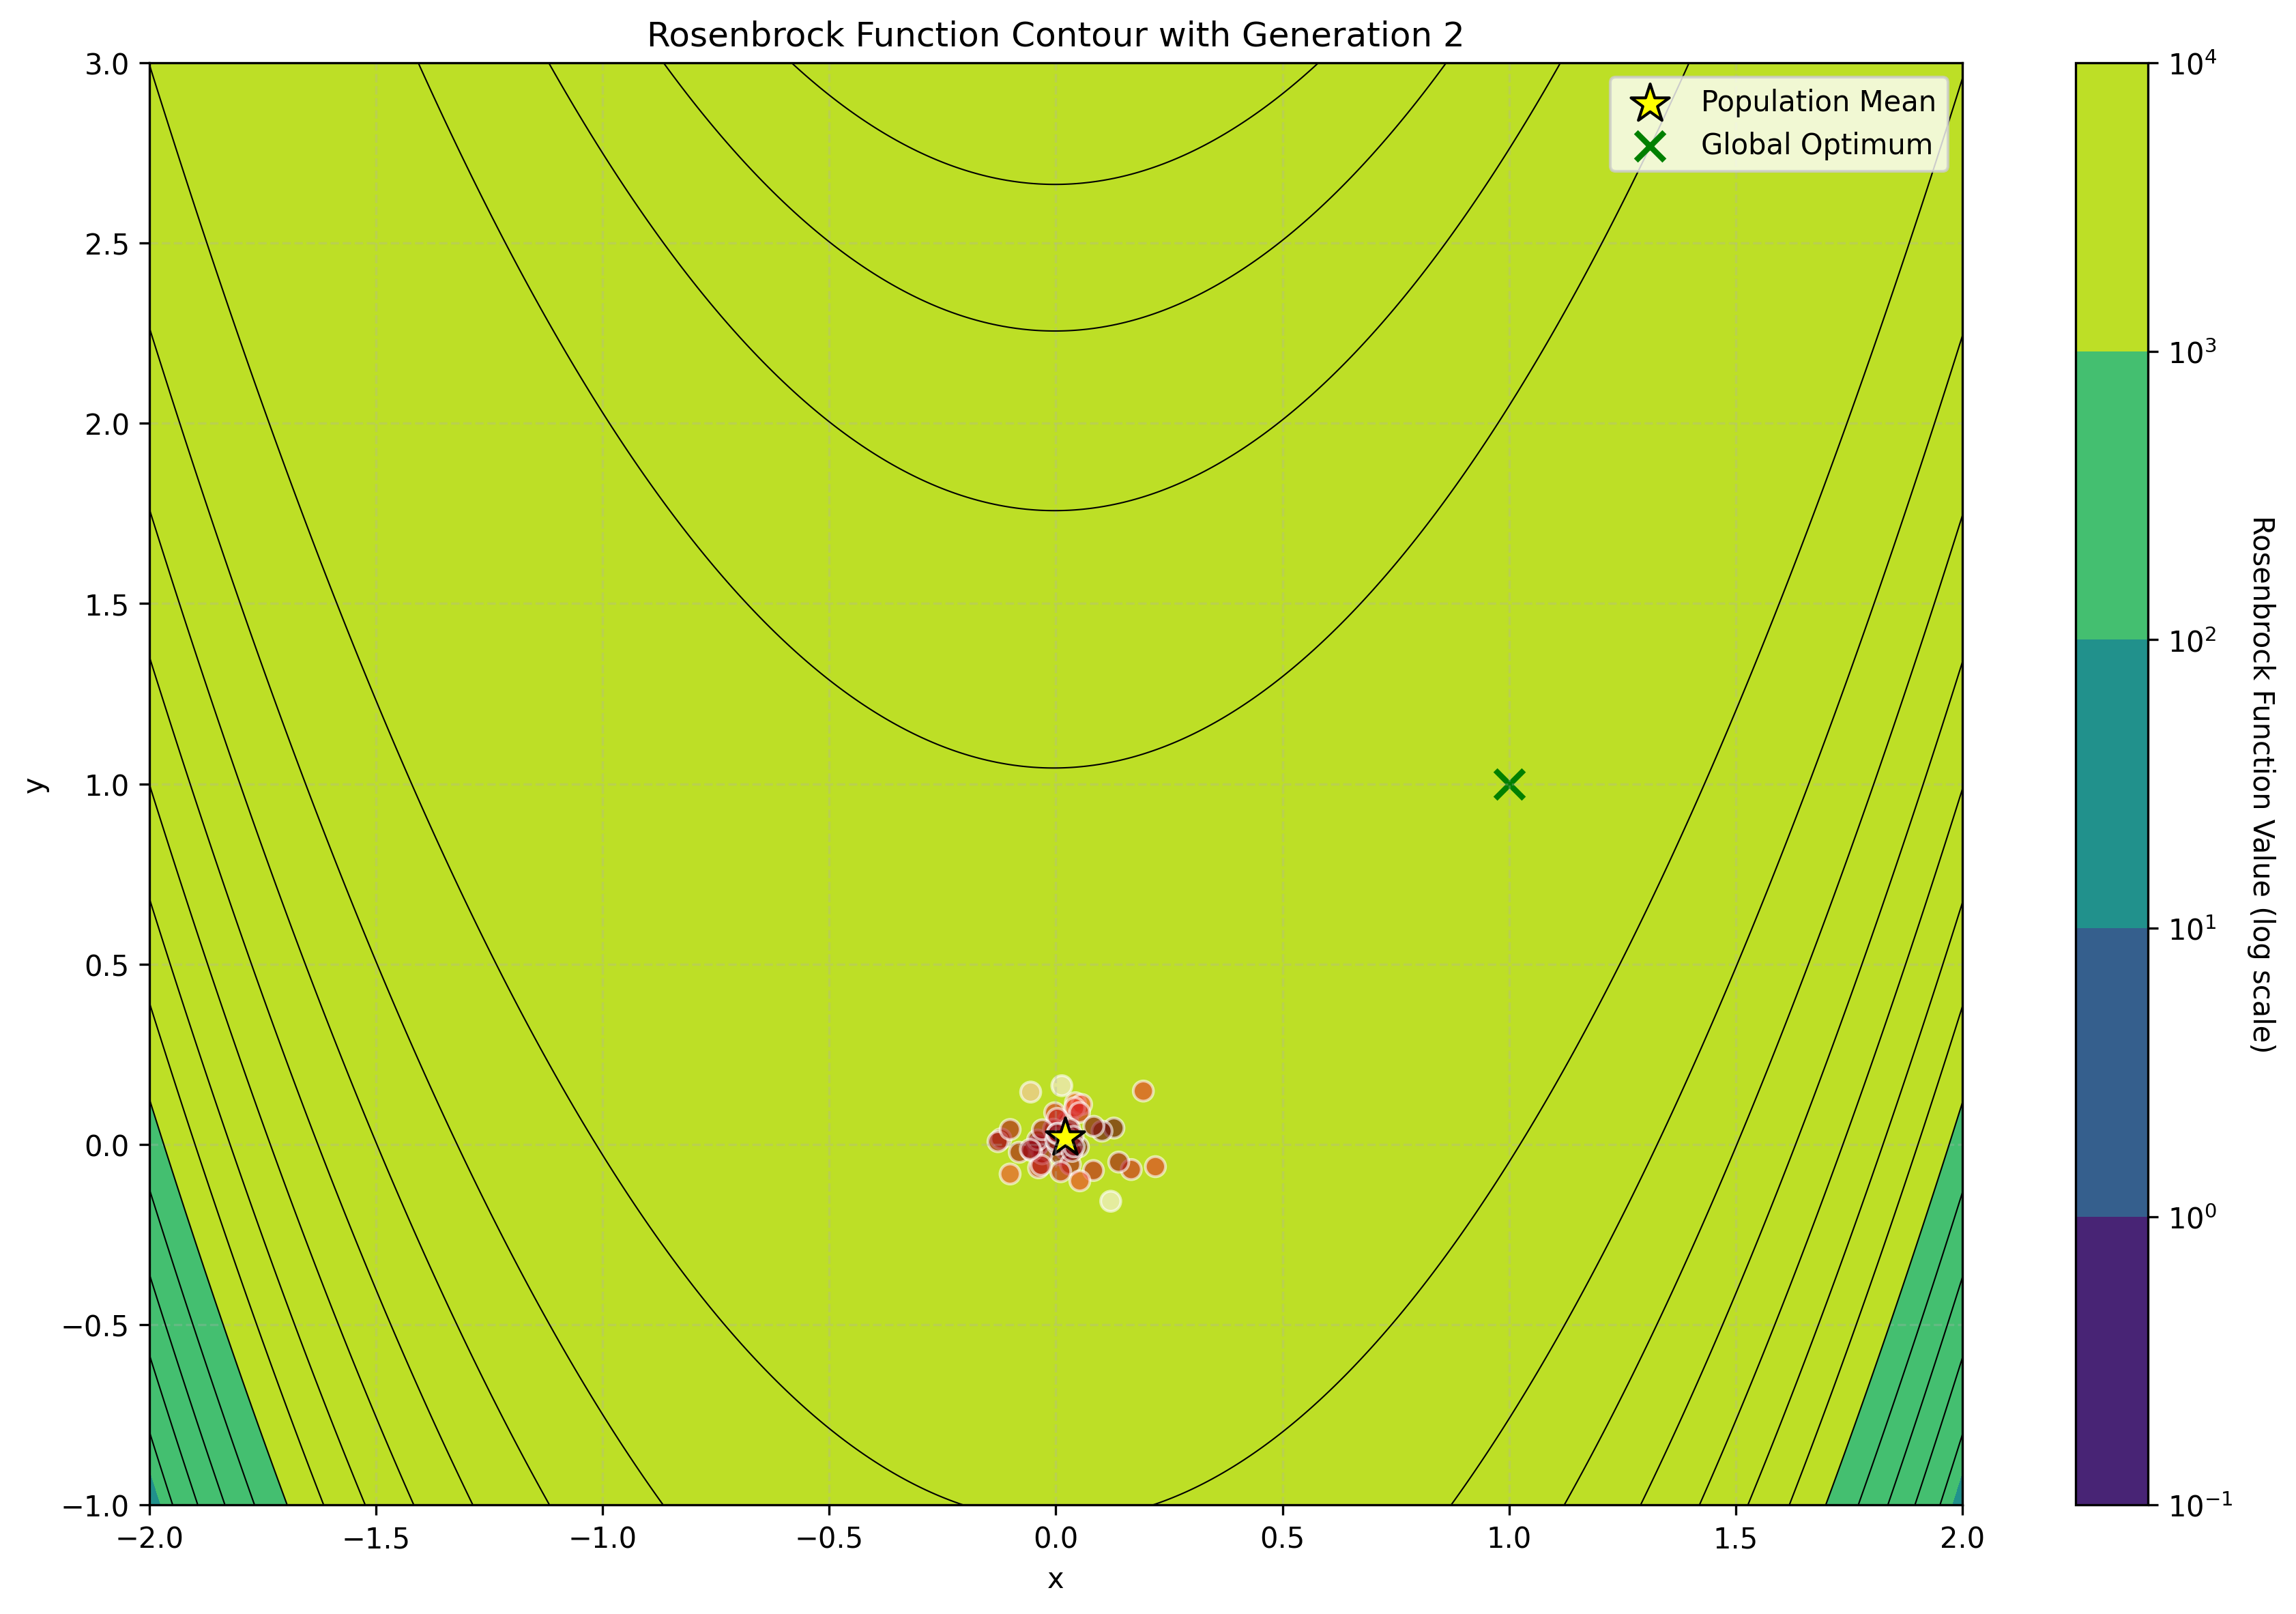 Rosenbrock Function Contour with Generation 2
Population Mean
Global Optimum
3.0
2.5
2.0
1.5
1.0
0.5
0.0
−0.5
−1.0
y
−2.0 −1.5 −1.0 −0.5 0.0 0.5 1.0 1.5 2.0
x
10⁴
10³
10²
10¹
10⁰
10⁻¹
Rosenbrock Function Value (log scale)